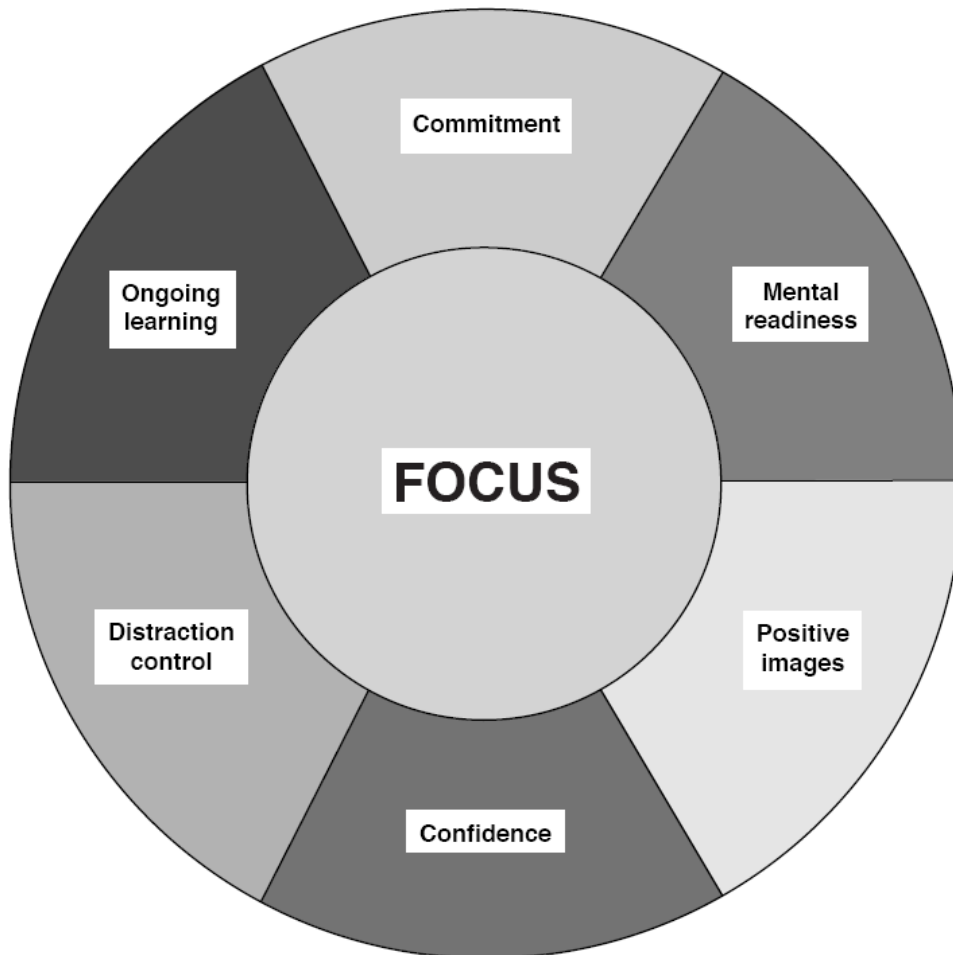 Commitment
Mental
readiness
Positive
images
Confidence
Distraction
control
Ongoing
learning
FOCUS